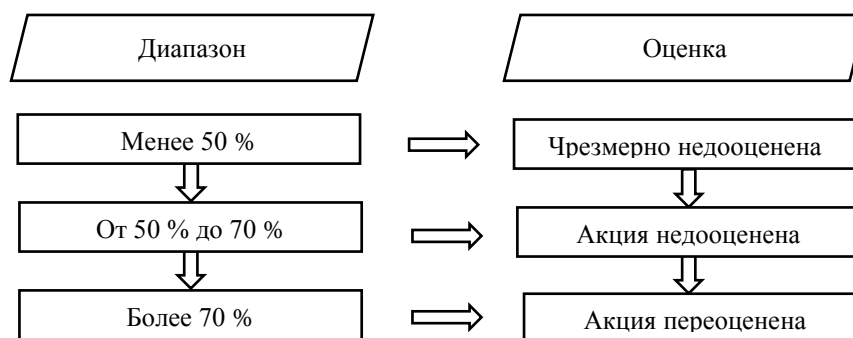 Диапазон
Оценка
Менее 50 %
Чрезмерно недооценена
От 50 % до 70 %
Акция недооценена
Более 70 %
Акция переоценена